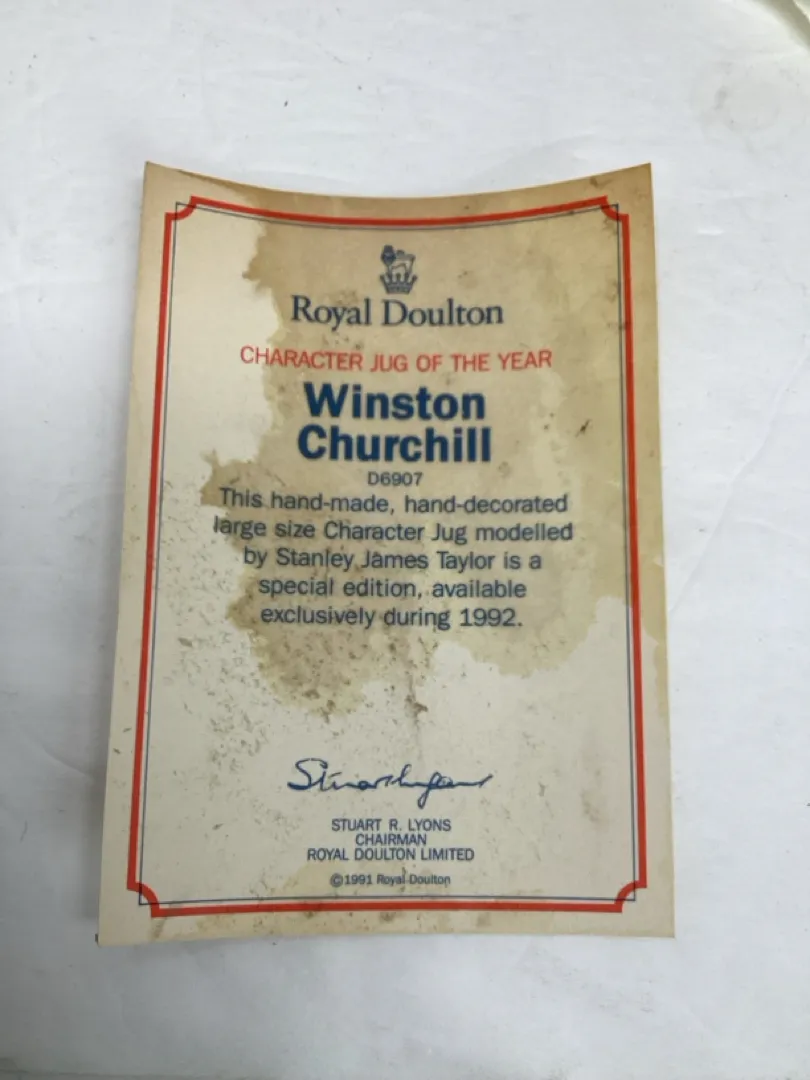 Royal Doulton
CHARACTER JUG OF THE YEAR
Winston
Churchill
D6907
This hand-made, hand-decorated
large size Character Jug modelled
by Stanley James Taylor is a
special edition, available
exclusively during 1992.
Stuart Lyons
STUART R. LYONS
CHAIRMAN
ROYAL DOULTON LIMITED
©1991 Royal Doulton